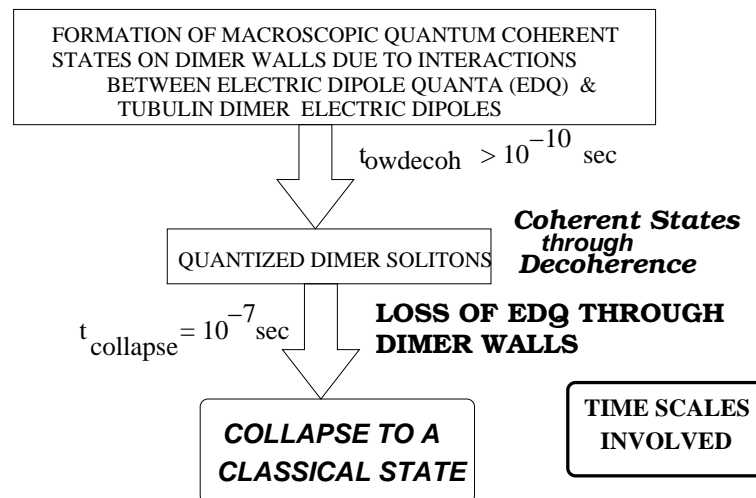 FORMATION OF MACROSCOPIC QUANTUM COHERENT
STATES ON DIMER WALLS DUE TO INTERACTIONS
BETWEEN ELECTRIC DIPOLE QUANTA (EDQ) &
TUBULIN DIMER ELECTRIC DIPOLES
t_owdecoh > 10^−10 sec
Coherent States
through
Decoherence
QUANTIZED DIMER SOLITONS
t_collapse = 10^−7 sec
LOSS OF EDQ THROUGH
DIMER WALLS
COLLAPSE TO A
CLASSICAL STATE
TIME SCALES
INVOLVED